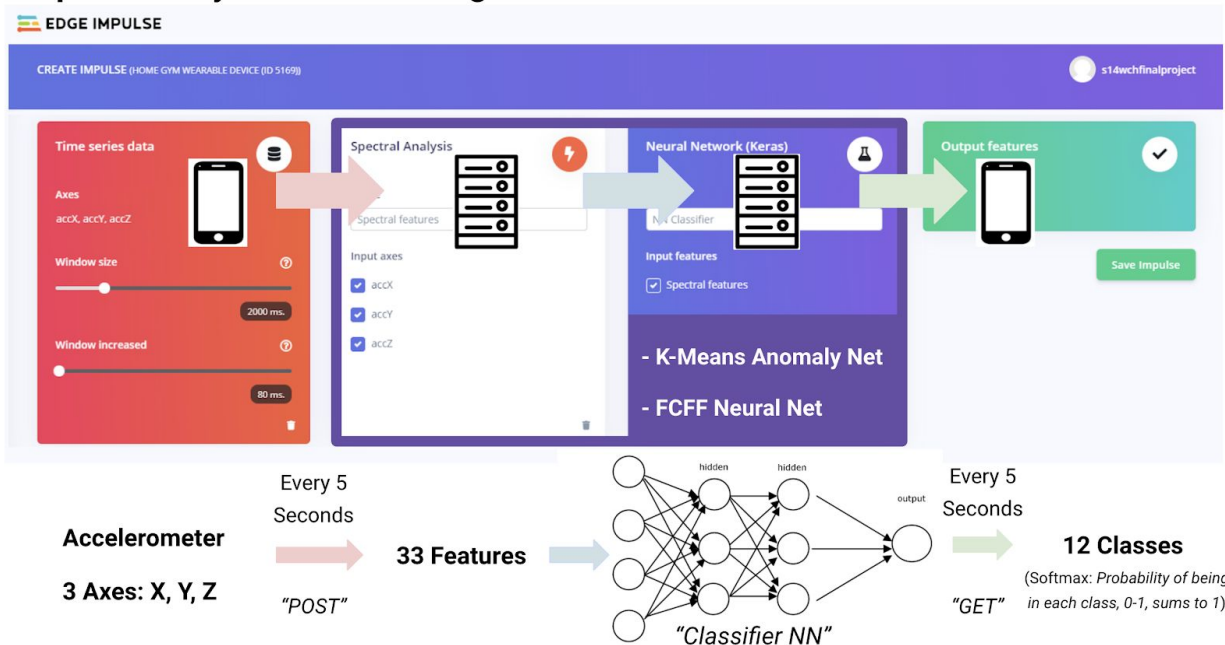 EDGE IMPULSE
CREATE IMPULSE (HOME GYM WEARABLE DEVICE (ID 5169))
s14wchfinalproject
Time series data
Axes
accX, accY, accZ
Window size
2000 ms.
Window increased
80 ms.
Spectral Analysis
Spectral features
Input axes
accX
accY
accZ
Neural Network (Keras)
Classifier
Input features
Spectral features
- K-Means Anomaly Net
- FCFF Neural Net
Output features
Save Impulse
Accelerometer
3 Axes: X, Y, Z
Every 5
Seconds
"POST"
33 Features
hidden
hidden
output
"Classifier NN"
Every 5
Seconds
"GET"
12 Classes
(Softmax: Probability of being
in each class, 0-1, sums to 1)